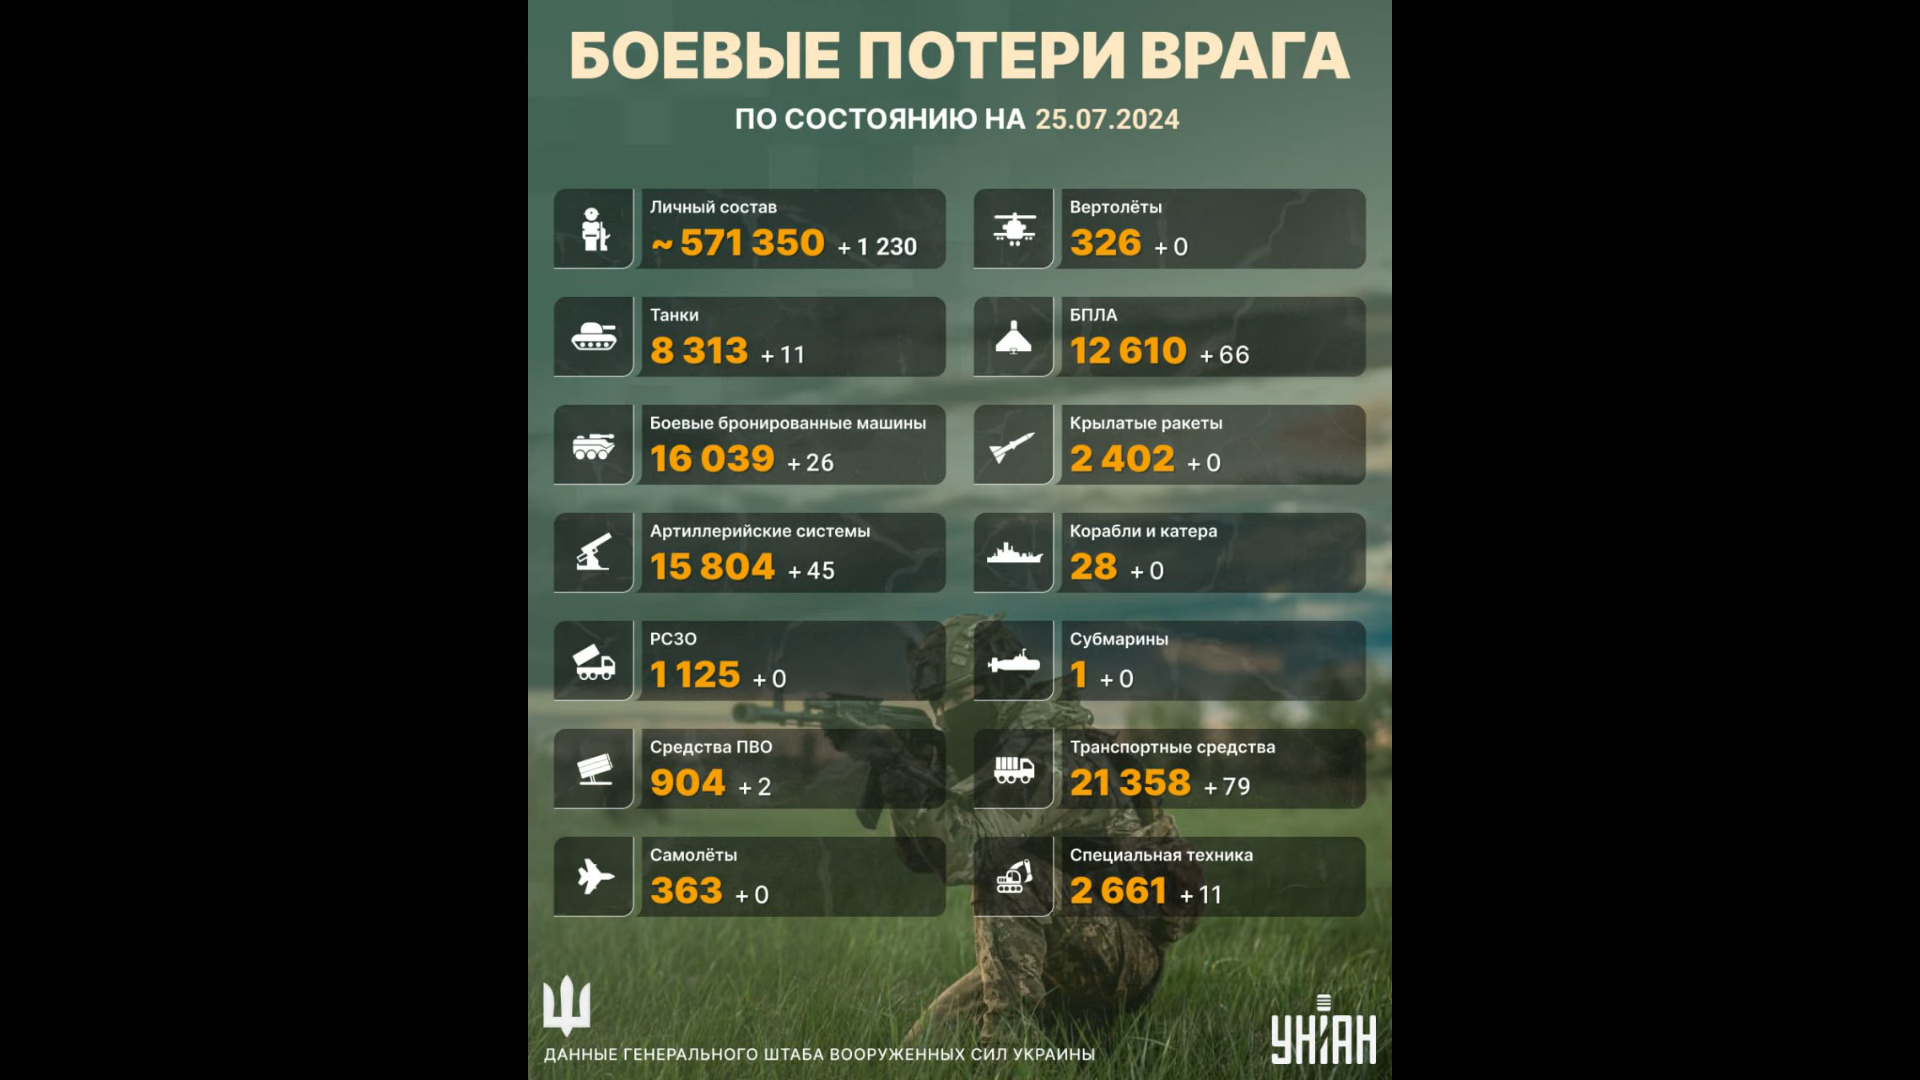 БОЕВЫЕ ПОТЕРИ ВРАГА
ПО СОСТОЯНИЮ НА 25.07.2024
Личный состав
~ 571 350 + 1 230
Танки
8 313 + 11
Боевые бронированные машины
16 039 + 26
Артиллерийские системы
15 804 + 45
РСЗО
1 125 + 0
Средства ПВО
904 + 2
Самолёты
363 + 0
Вертолёты
326 + 0
БПЛА
12 610 + 66
Крылатые ракеты
2 402 + 0
Корабли и катера
28 + 0
Субмарины
1 + 0
Транспортные средства
21 358 + 79
Специальная техника
2 661 + 11
ДАННЫЕ ГЕНЕРАЛЬНОГО ШТАБА ВООРУЖЕННЫХ СИЛ УКРАИНЫ
УНІАН